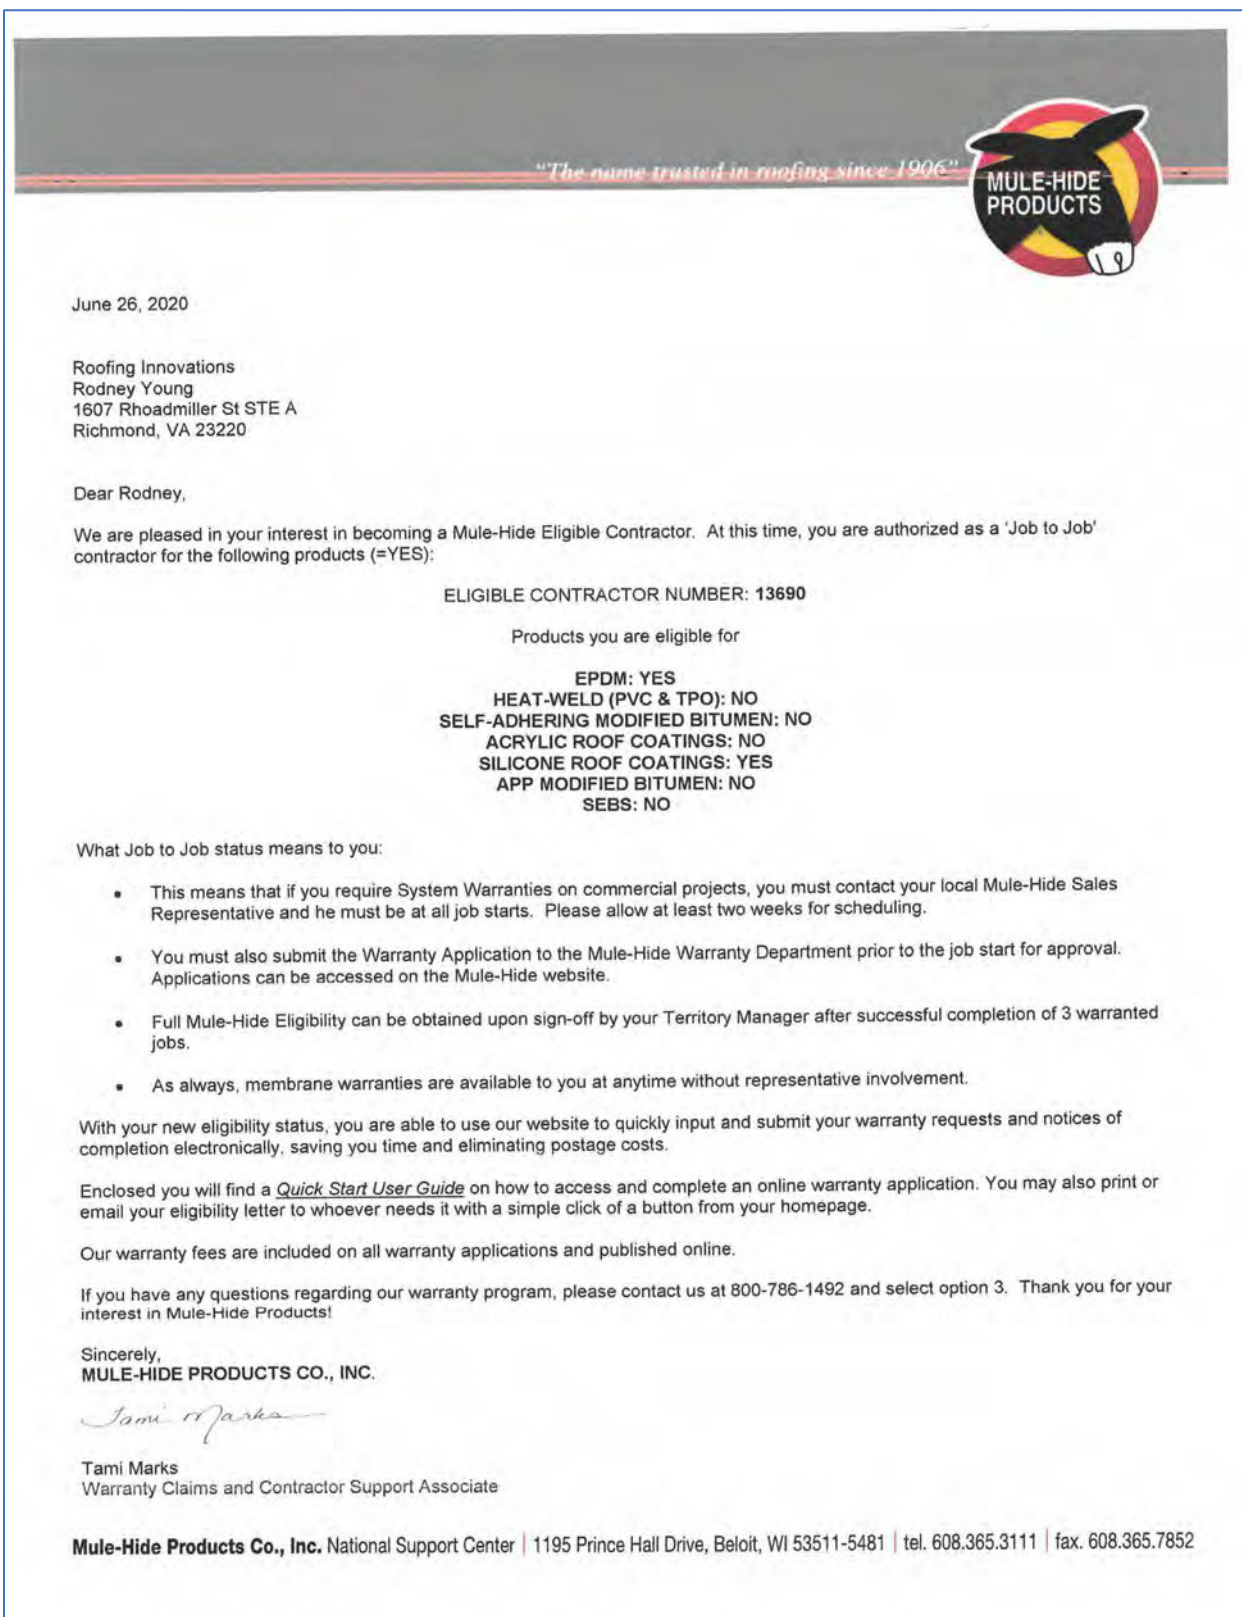 "The name trusted in roofing since 1906"
MULE-HIDE
PRODUCTS
June 26, 2020
Roofing Innovations
Rodney Young
1607 Rhoadmiller St STE A
Richmond, VA 23220
Dear Rodney,
We are pleased in your interest in becoming a Mule-Hide Eligible Contractor. At this time, you are authorized as a 'Job to Job'
contractor for the following products (=YES):
ELIGIBLE CONTRACTOR NUMBER: 13690
Products you are eligible for
EPDM: YES
HEAT-WELD (PVC & TPO): NO
SELF-ADHERING MODIFIED BITUMEN: NO
ACRYLIC ROOF COATINGS: NO
SILICONE ROOF COATINGS: YES
APP MODIFIED BITUMEN: NO
SEBS: NO
What Job to Job status means to you:
• This means that if you require System Warranties on commercial projects, you must contact your local Mule-Hide Sales
Representative and he must be at all job starts. Please allow at least two weeks for scheduling.
• You must also submit the Warranty Application to the Mule-Hide Warranty Department prior to the job start for approval.
Applications can be accessed on the Mule-Hide website.
• Full Mule-Hide Eligibility can be obtained upon sign-off by your Territory Manager after successful completion of 3 warranted
jobs.
• As always, membrane warranties are available to you at anytime without representative involvement.
With your new eligibility status, you are able to use our website to quickly input and submit your warranty requests and notices of
completion electronically, saving you time and eliminating postage costs.
Enclosed you will find a Quick Start User Guide on how to access and complete an online warranty application. You may also print or
email your eligibility letter to whoever needs it with a simple click of a button from your homepage.
Our warranty fees are included on all warranty applications and published online.
If you have any questions regarding our warranty program, please contact us at 800-786-1492 and select option 3. Thank you for your
interest in Mule-Hide Products!
Sincerely,
MULE-HIDE PRODUCTS CO., INC.
Tami Marks
Tami Marks
Warranty Claims and Contractor Support Associate
Mule-Hide Products Co., Inc. National Support Center | 1195 Prince Hall Drive, Beloit, WI 53511-5481 | tel. 608.365.3111 | fax. 608.365.7852